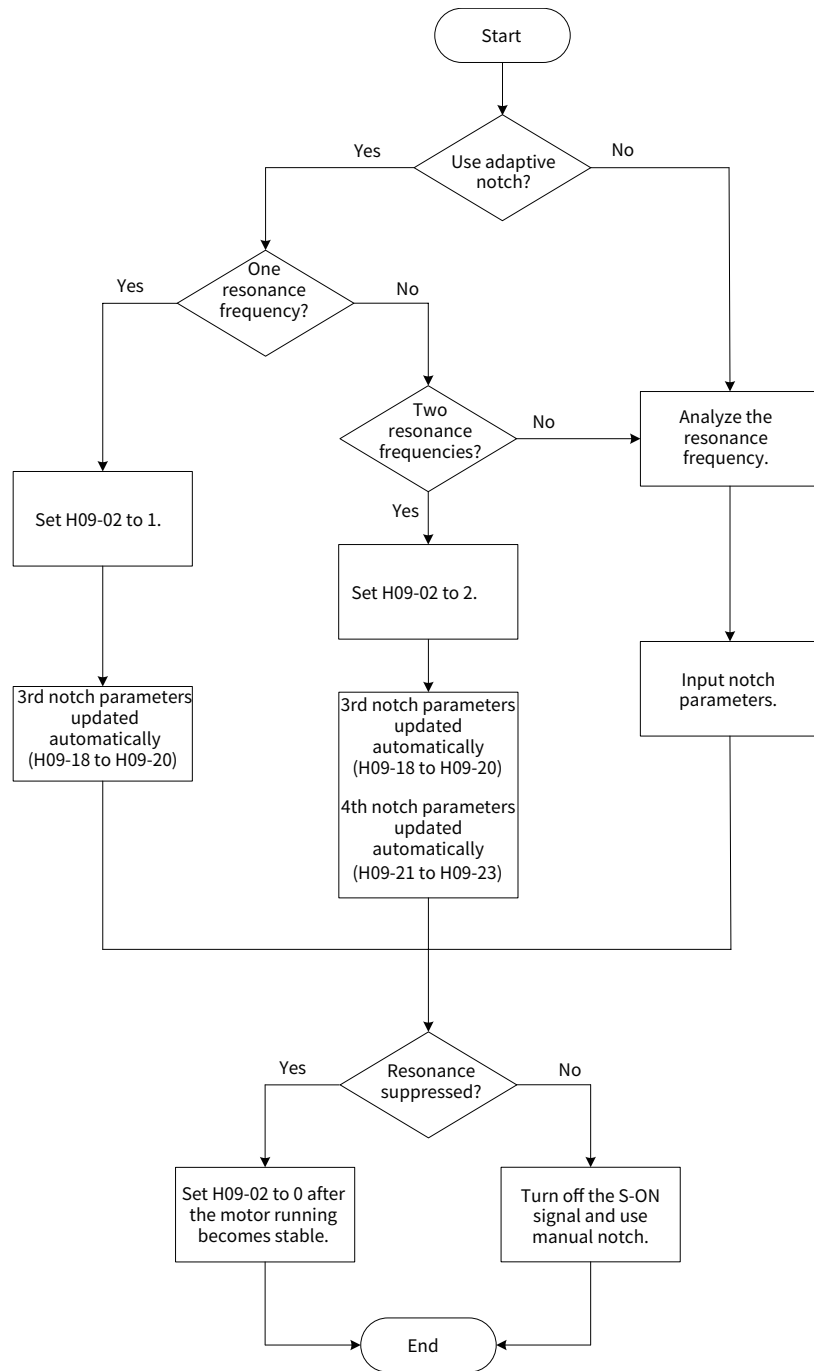 Start
Yes
Use adaptive
notch?
No
Yes
One
resonance
frequency?
No
Two
resonance
frequencies?
No
Analyze the
resonance
frequency.
Yes
Set H09-02 to 1.
Set H09-02 to 2.
3rd notch parameters
updated
automatically
(H09-18 to H09-20)
3rd notch parameters
updated
automatically
(H09-18 to H09-20)
4th notch parameters
updated
automatically
(H09-21 to H09-23)
Input notch
parameters.
Yes
Resonance
suppressed?
No
Set H09-02 to 0 after
the motor running
becomes stable.
Turn off the S-ON
signal and use
manual notch.
End